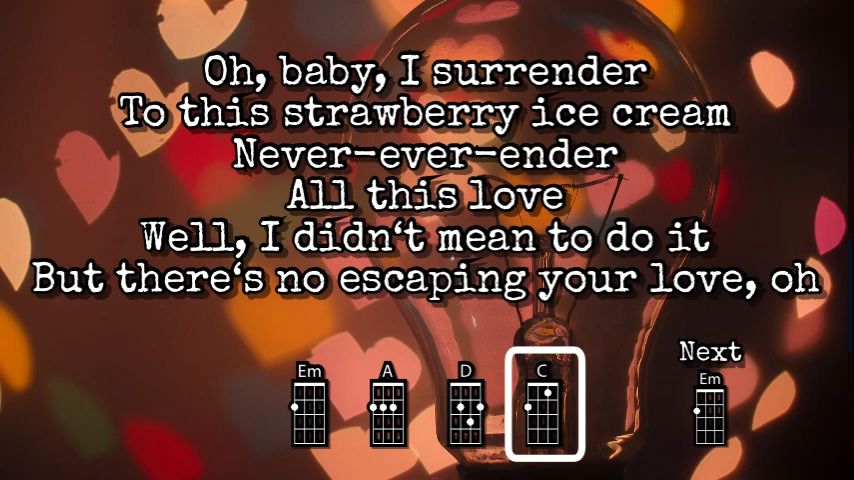 Oh, baby, I surrender
To this strawberry ice cream
Never-ever-ender
All this love
Well, I didn‘t mean to do it
But there‘s no escaping your love, oh
Em A D C
Next
Em